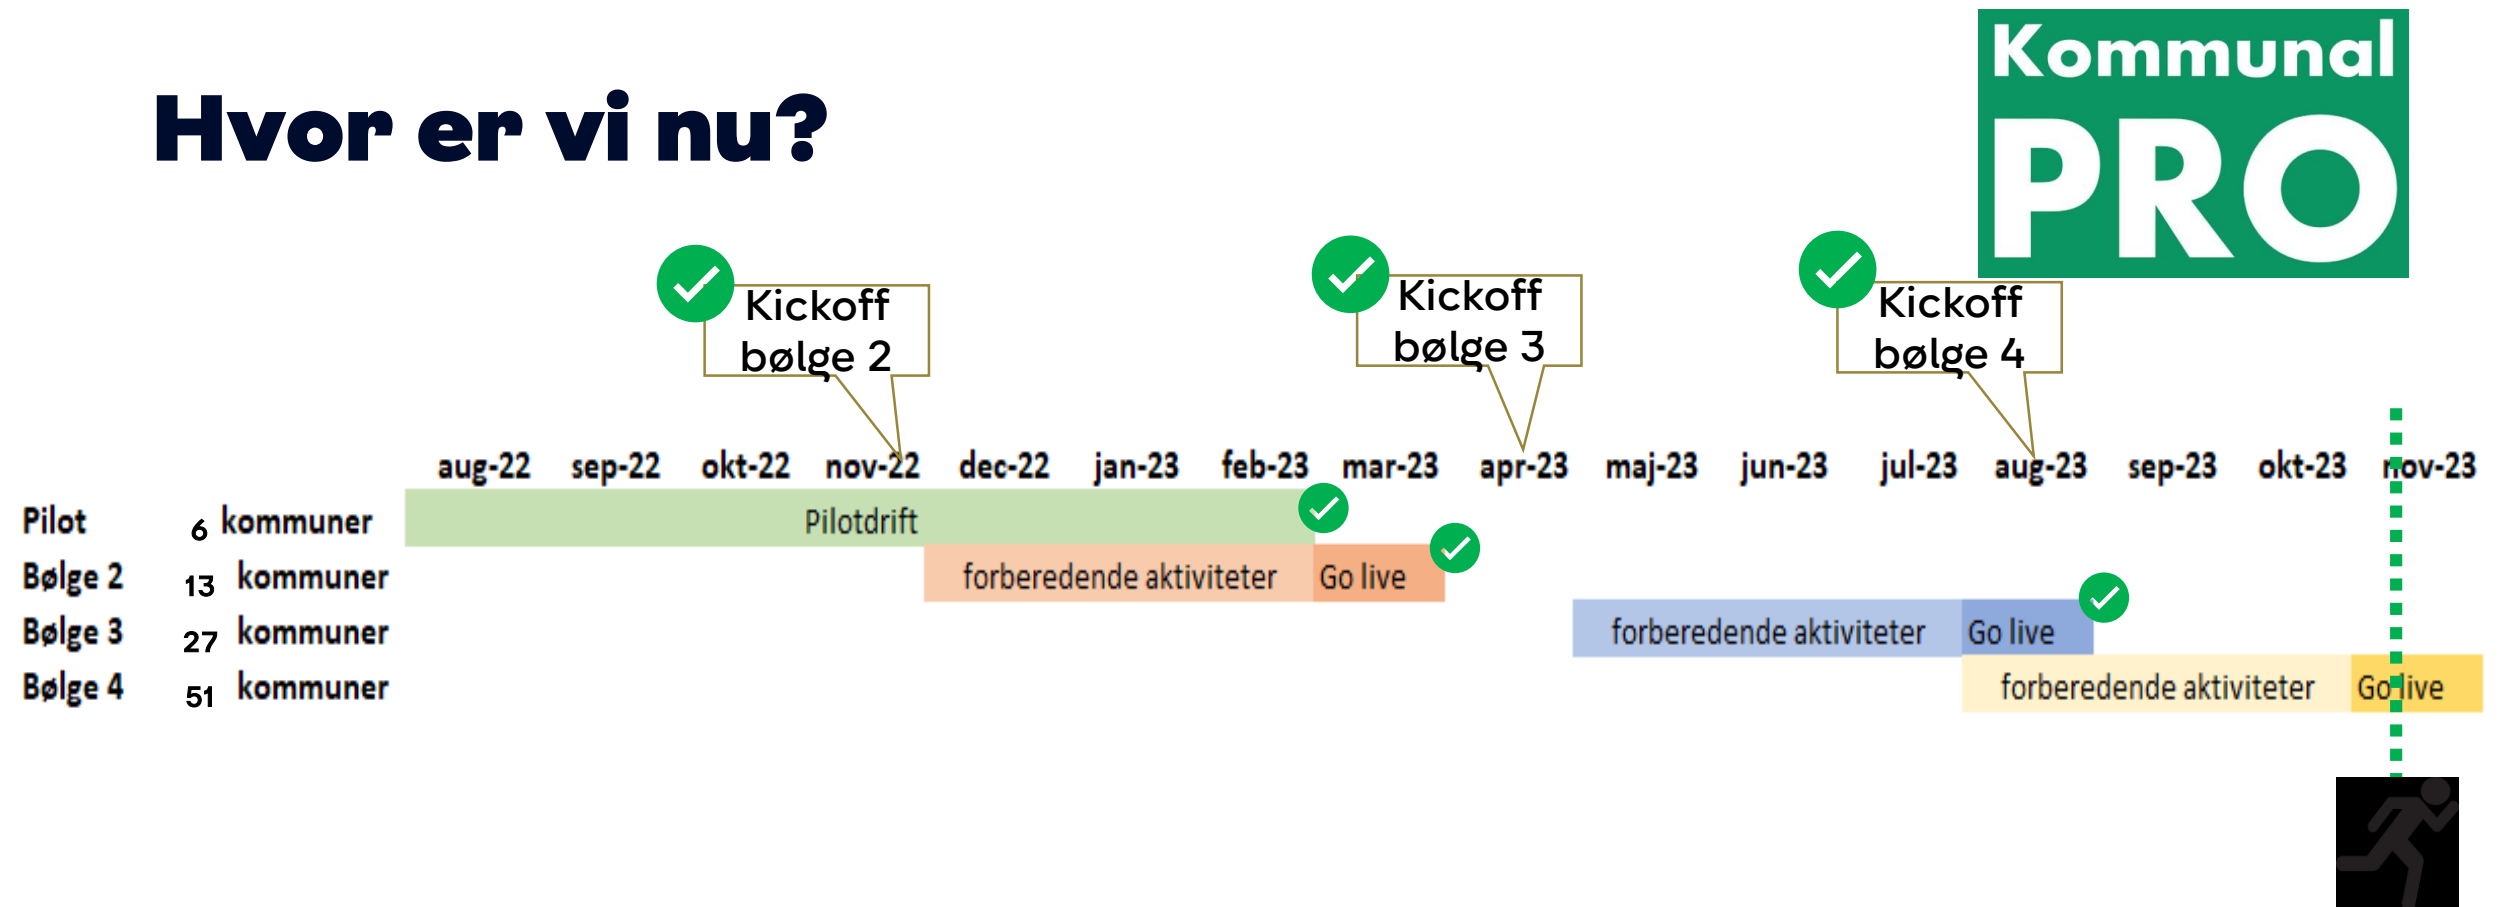 Kommunal
PRO
Hvor er vi nu?
Kickoff
bølge 2
Kickoff
bølge 3
Kickoff
bølge 4
aug-22 sep-22 okt-22 nov-22 dec-22 jan-23 feb-23 mar-23 apr-23 maj-23 jun-23 jul-23 aug-23 sep-23 okt-23 nov-23
Pilot 6 kommuner Pilotdrift
Bølge 2 13 kommuner forberedende aktiviteter Go live
Bølge 3 27 kommuner forberedende aktiviteter Go live
Bølge 4 51 kommuner forberedende aktiviteter Go live